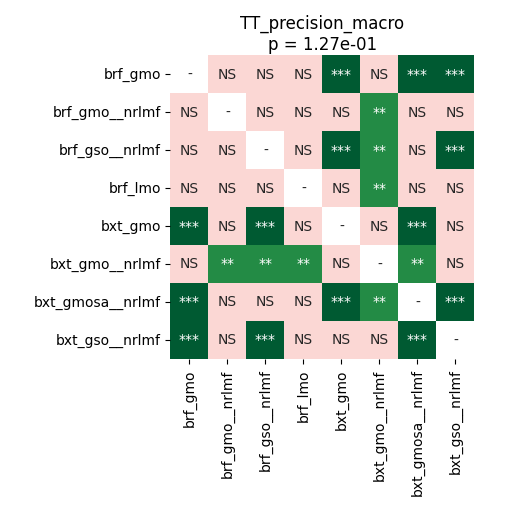 TT_precision_macro
p = 1.27e-01
brf_gmo - NS NS NS *** NS *** ***
brf_gmo__nrlmf NS - NS NS NS ** NS NS
brf_gso__nrlmf NS NS - NS *** ** NS ***
brf_lmo NS NS NS - NS ** NS NS
bxt_gmo *** NS *** NS - NS *** NS
bxt_gmo__nrlmf NS ** ** ** NS - ** NS
bxt_gmosa__nrlmf *** NS NS NS *** ** - ***
bxt_gso__nrlmf *** NS *** NS NS NS *** -
brf_gmo
brf_gmo__nrlmf
brf_gso__nrlmf
brf_lmo
bxt_gmo
bxt_gmo__nrlmf
bxt_gmosa__nrlmf
bxt_gso__nrlmf